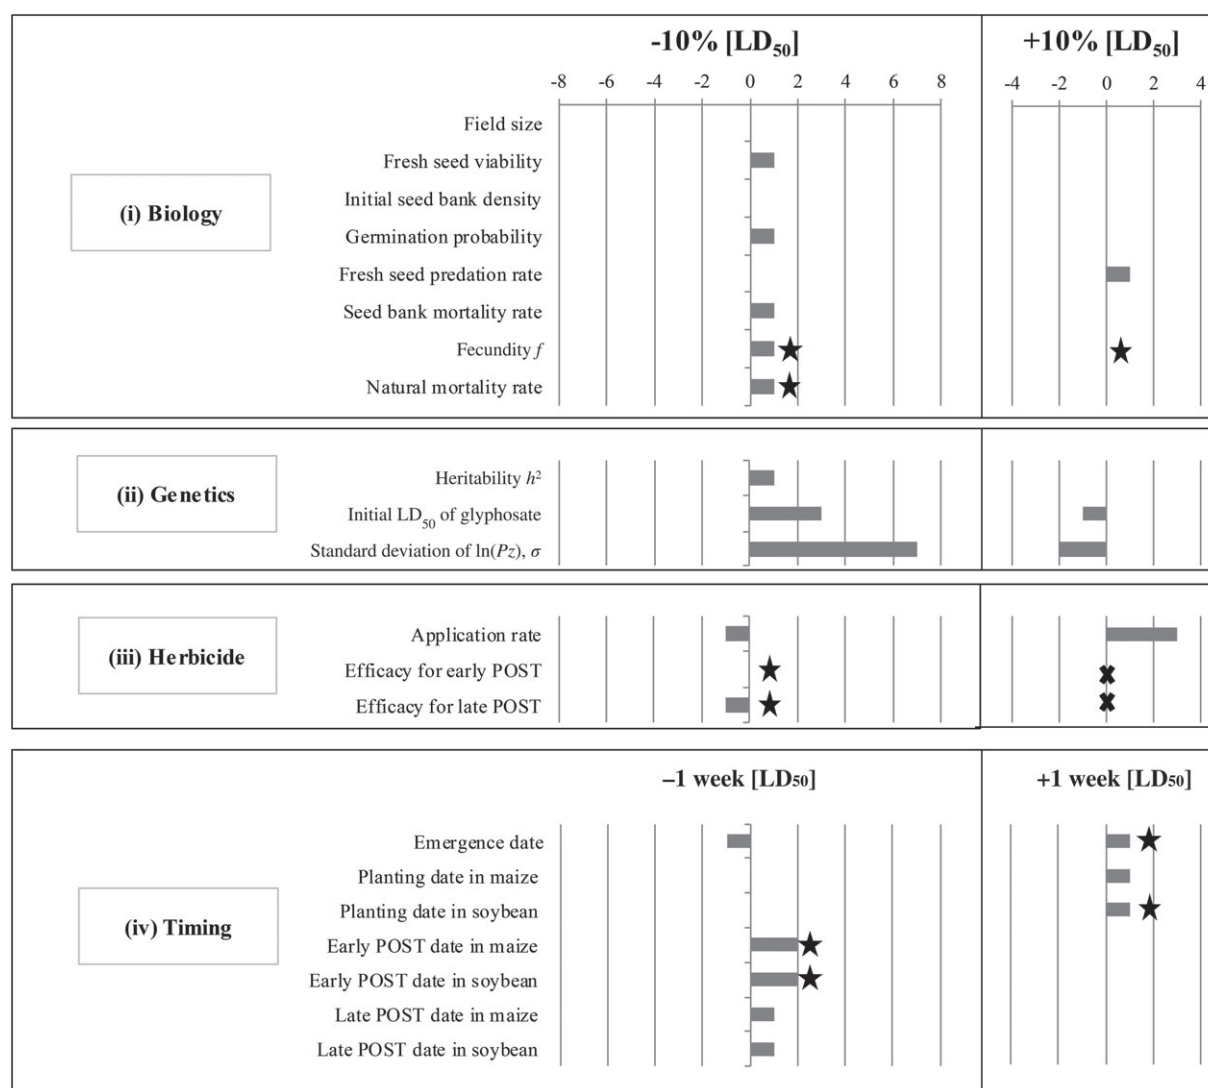 -10% [LD50]
+10% [LD50]
-8 -6 -4 -2 0 2 4 6 8
-4 -2 0 2 4
(i) Biology
Field size
Fresh seed viability
Initial seed bank density
Germination probability
Fresh seed predation rate
Seed bank mortality rate
Fecundity f
Natural mortality rate
(ii) Genetics
Heritability h²
Initial LD50 of glyphosate
Standard deviation of ln(Pz), σ
(iii) Herbicide
Application rate
Efficacy for early POST
Efficacy for late POST
–1 week [LD50]
+1 week [LD50]
(iv) Timing
Emergence date
Planting date in maize
Planting date in soybean
Early POST date in maize
Early POST date in soybean
Late POST date in maize
Late POST date in soybean